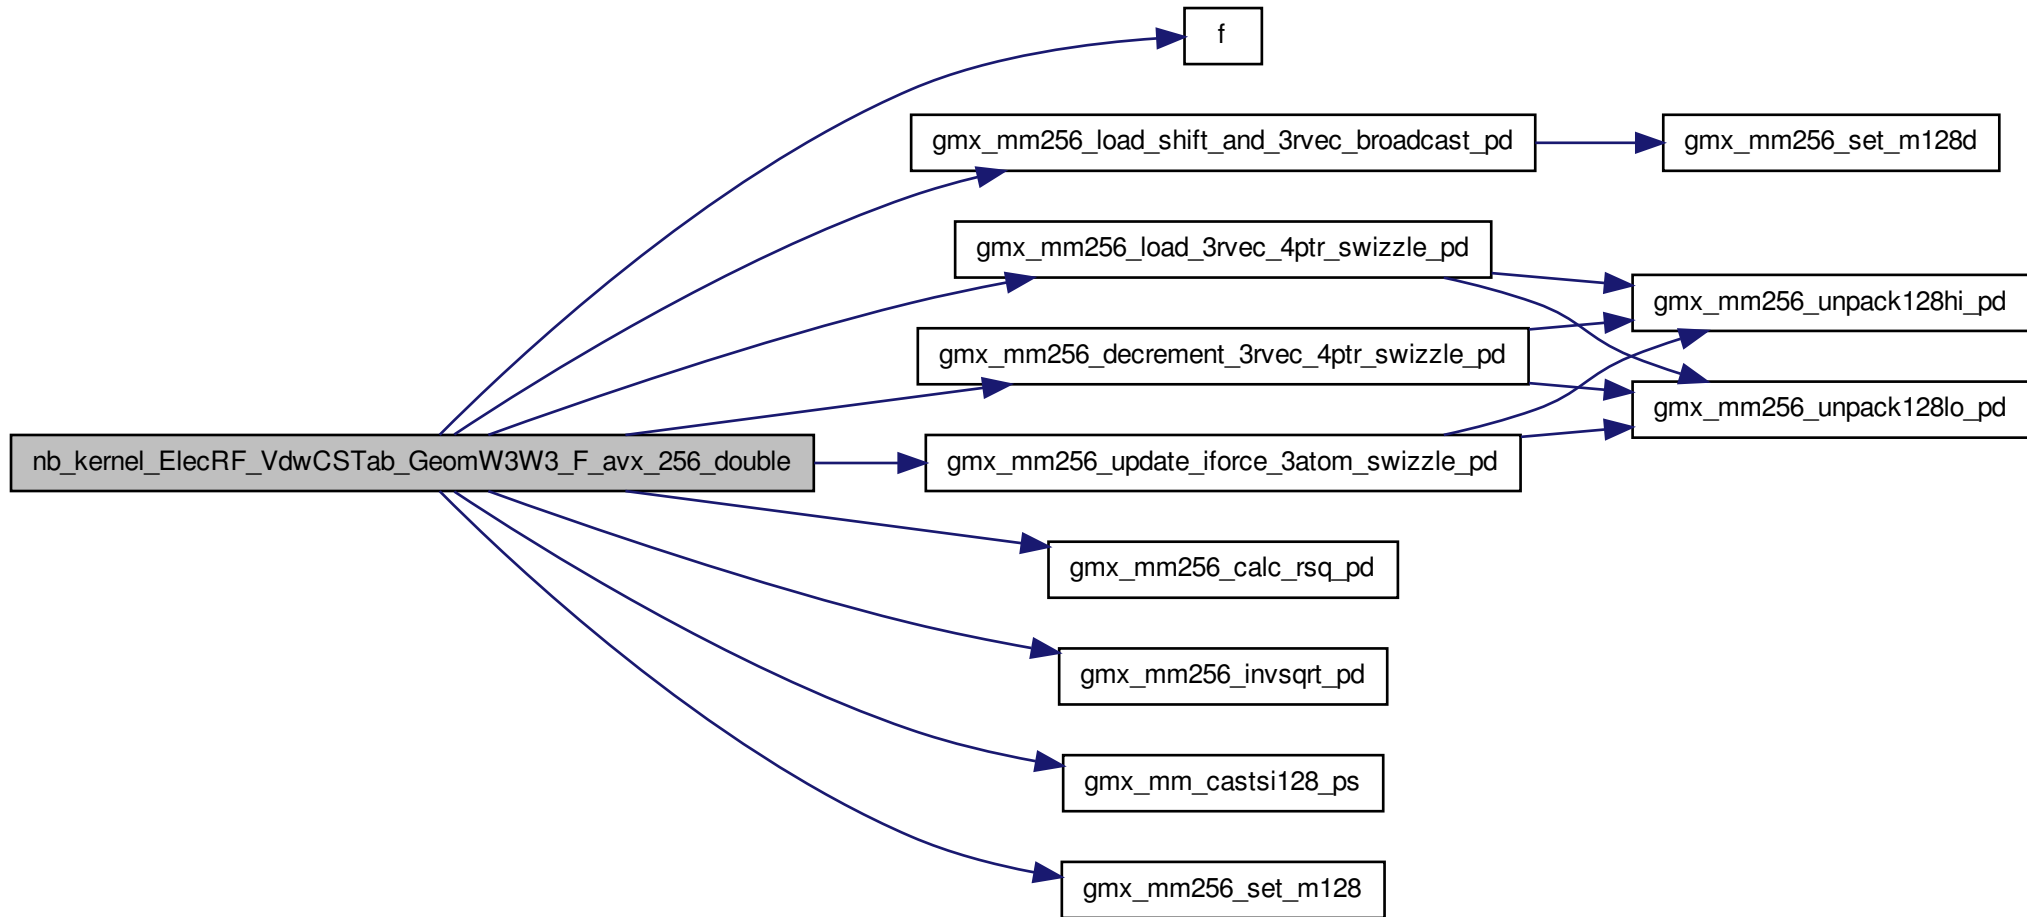 f
gmx_mm256_load_shift_and_3rvec_broadcast_pd
gmx_mm256_set_m128d
gmx_mm256_load_3rvec_4ptr_swizzle_pd
gmx_mm256_unpack128hi_pd
gmx_mm256_decrement_3rvec_4ptr_swizzle_pd
gmx_mm256_unpack128lo_pd
nb_kernel_ElecRF_VdwCSTab_GeomW3W3_F_avx_256_double
gmx_mm256_update_iforce_3atom_swizzle_pd
gmx_mm256_calc_rsq_pd
gmx_mm256_invsqrt_pd
gmx_mm_castsi128_ps
gmx_mm256_set_m128